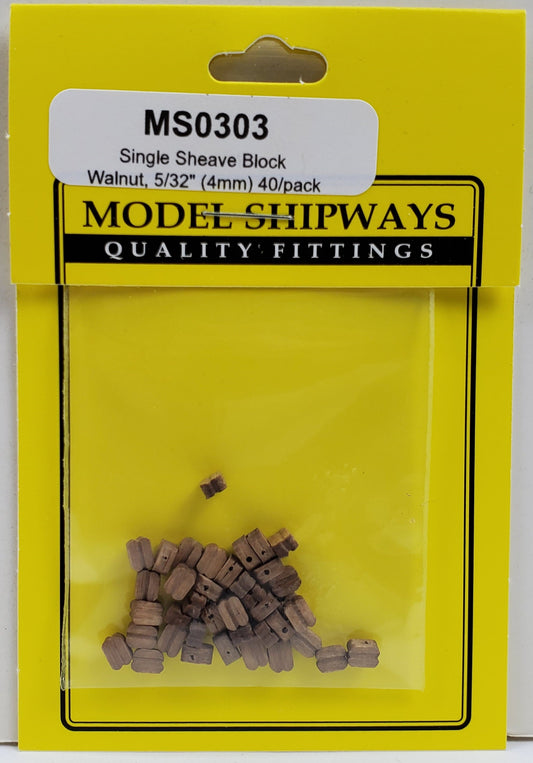 MS0303
Single Sheave Block
Walnut, 5/32" (4mm) 40/pack
MODEL SHIPWAYS
QUALITY FITTINGS